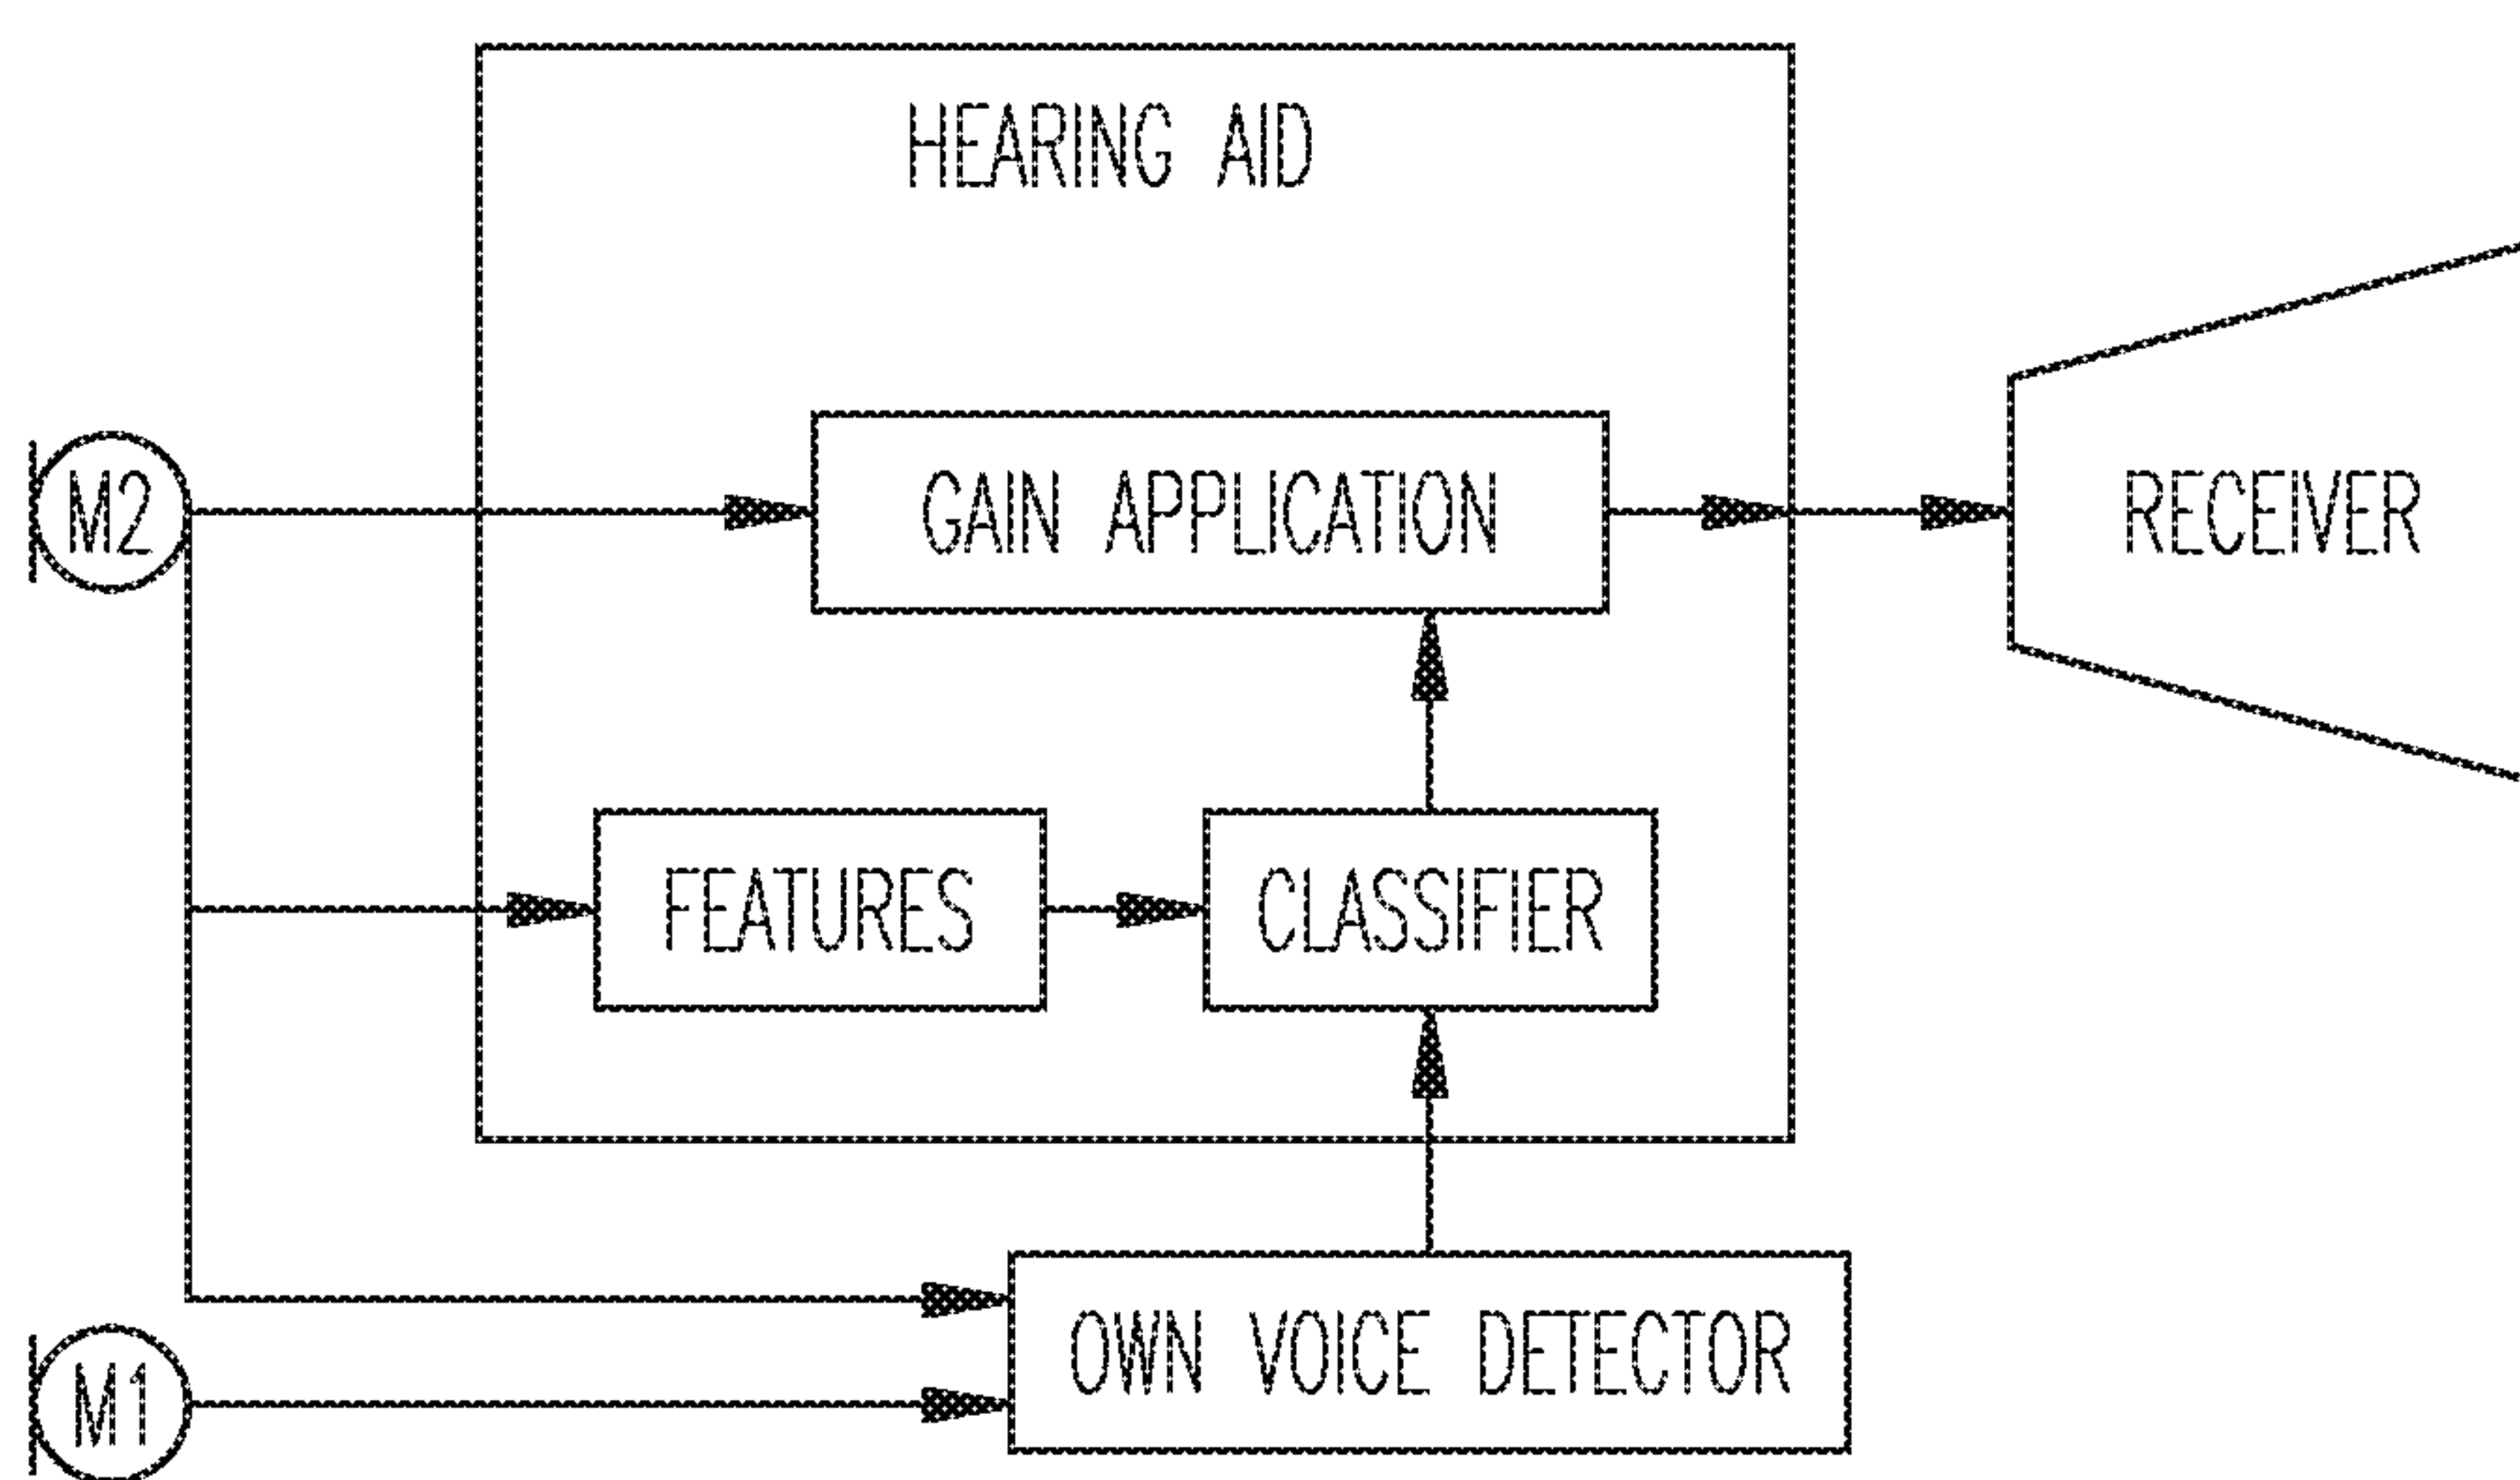 HEARING AID
M2
GAIN APPLICATION
RECEIVER
FEATURES
CLASSIFIER
OWN VOICE DETECTOR
M1